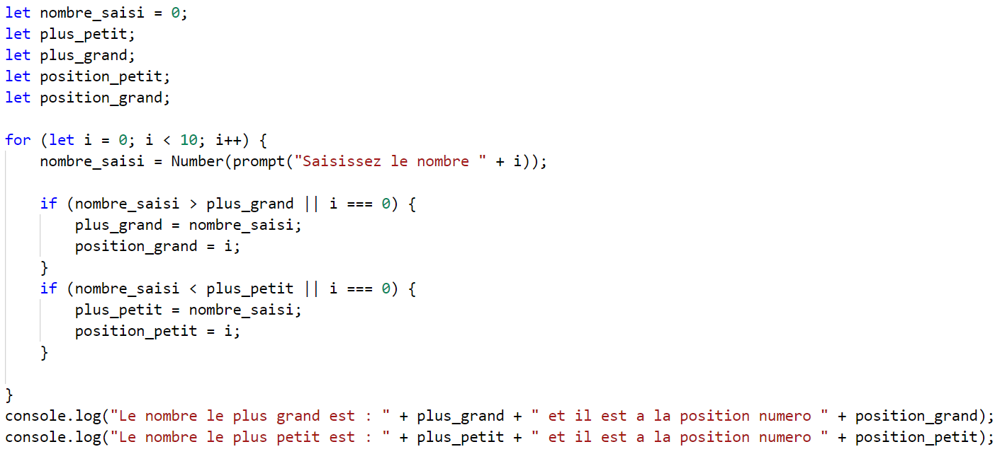 let nombre_saisi = 0;
let plus_petit;
let plus_grand;
let position_petit;
let position_grand;

for (let i = 0; i < 10; i++) {
    nombre_saisi = Number(prompt("Saisissez le nombre " + i));

    if (nombre_saisi > plus_grand || i === 0) {
        plus_grand = nombre_saisi;
        position_grand = i;
    }
    if (nombre_saisi < plus_petit || i === 0) {
        plus_petit = nombre_saisi;
        position_petit = i;
    }

}
console.log("Le nombre le plus grand est : " + plus_grand + " et il est a la position numero " + position_grand);
console.log("Le nombre le plus petit est : " + plus_petit + " et il est a la position numero " + position_petit);